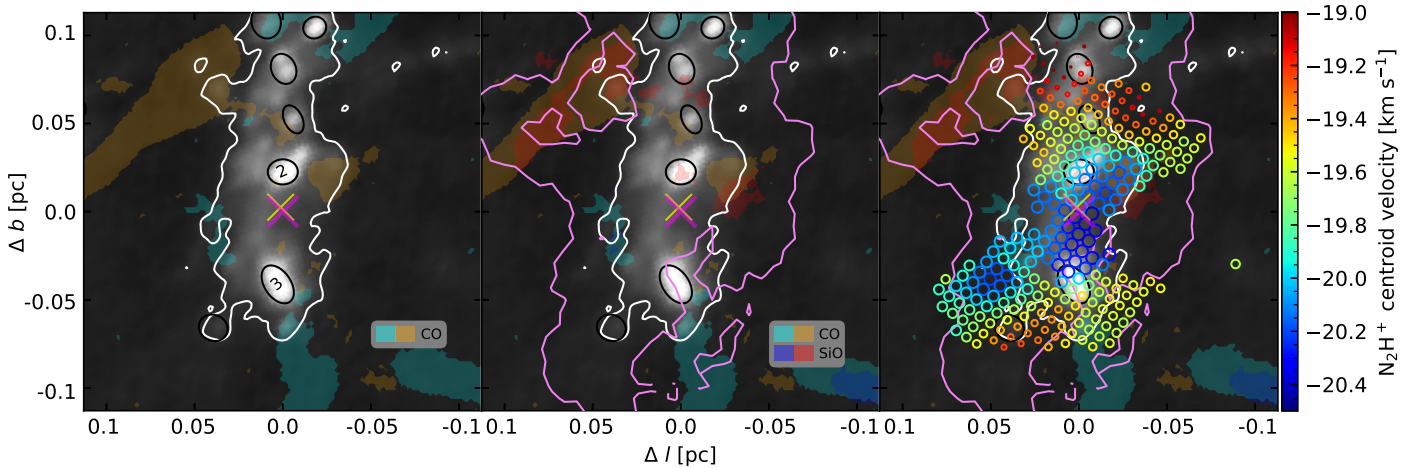 0.1
0.05
0.0
-0.05
-0.1
Δ b [pc]
2
3
CO
CO
SiO
0.1 0.05 0.0 -0.05 -0.1
0.1 0.05 0.0 -0.05 -0.1
0.1 0.05 0.0 -0.05 -0.1
Δ l [pc]
−19.0
−19.2
−19.4
−19.6
−19.8
−20.0
−20.2
−20.4
N₂H⁺ centroid velocity [km s⁻¹]